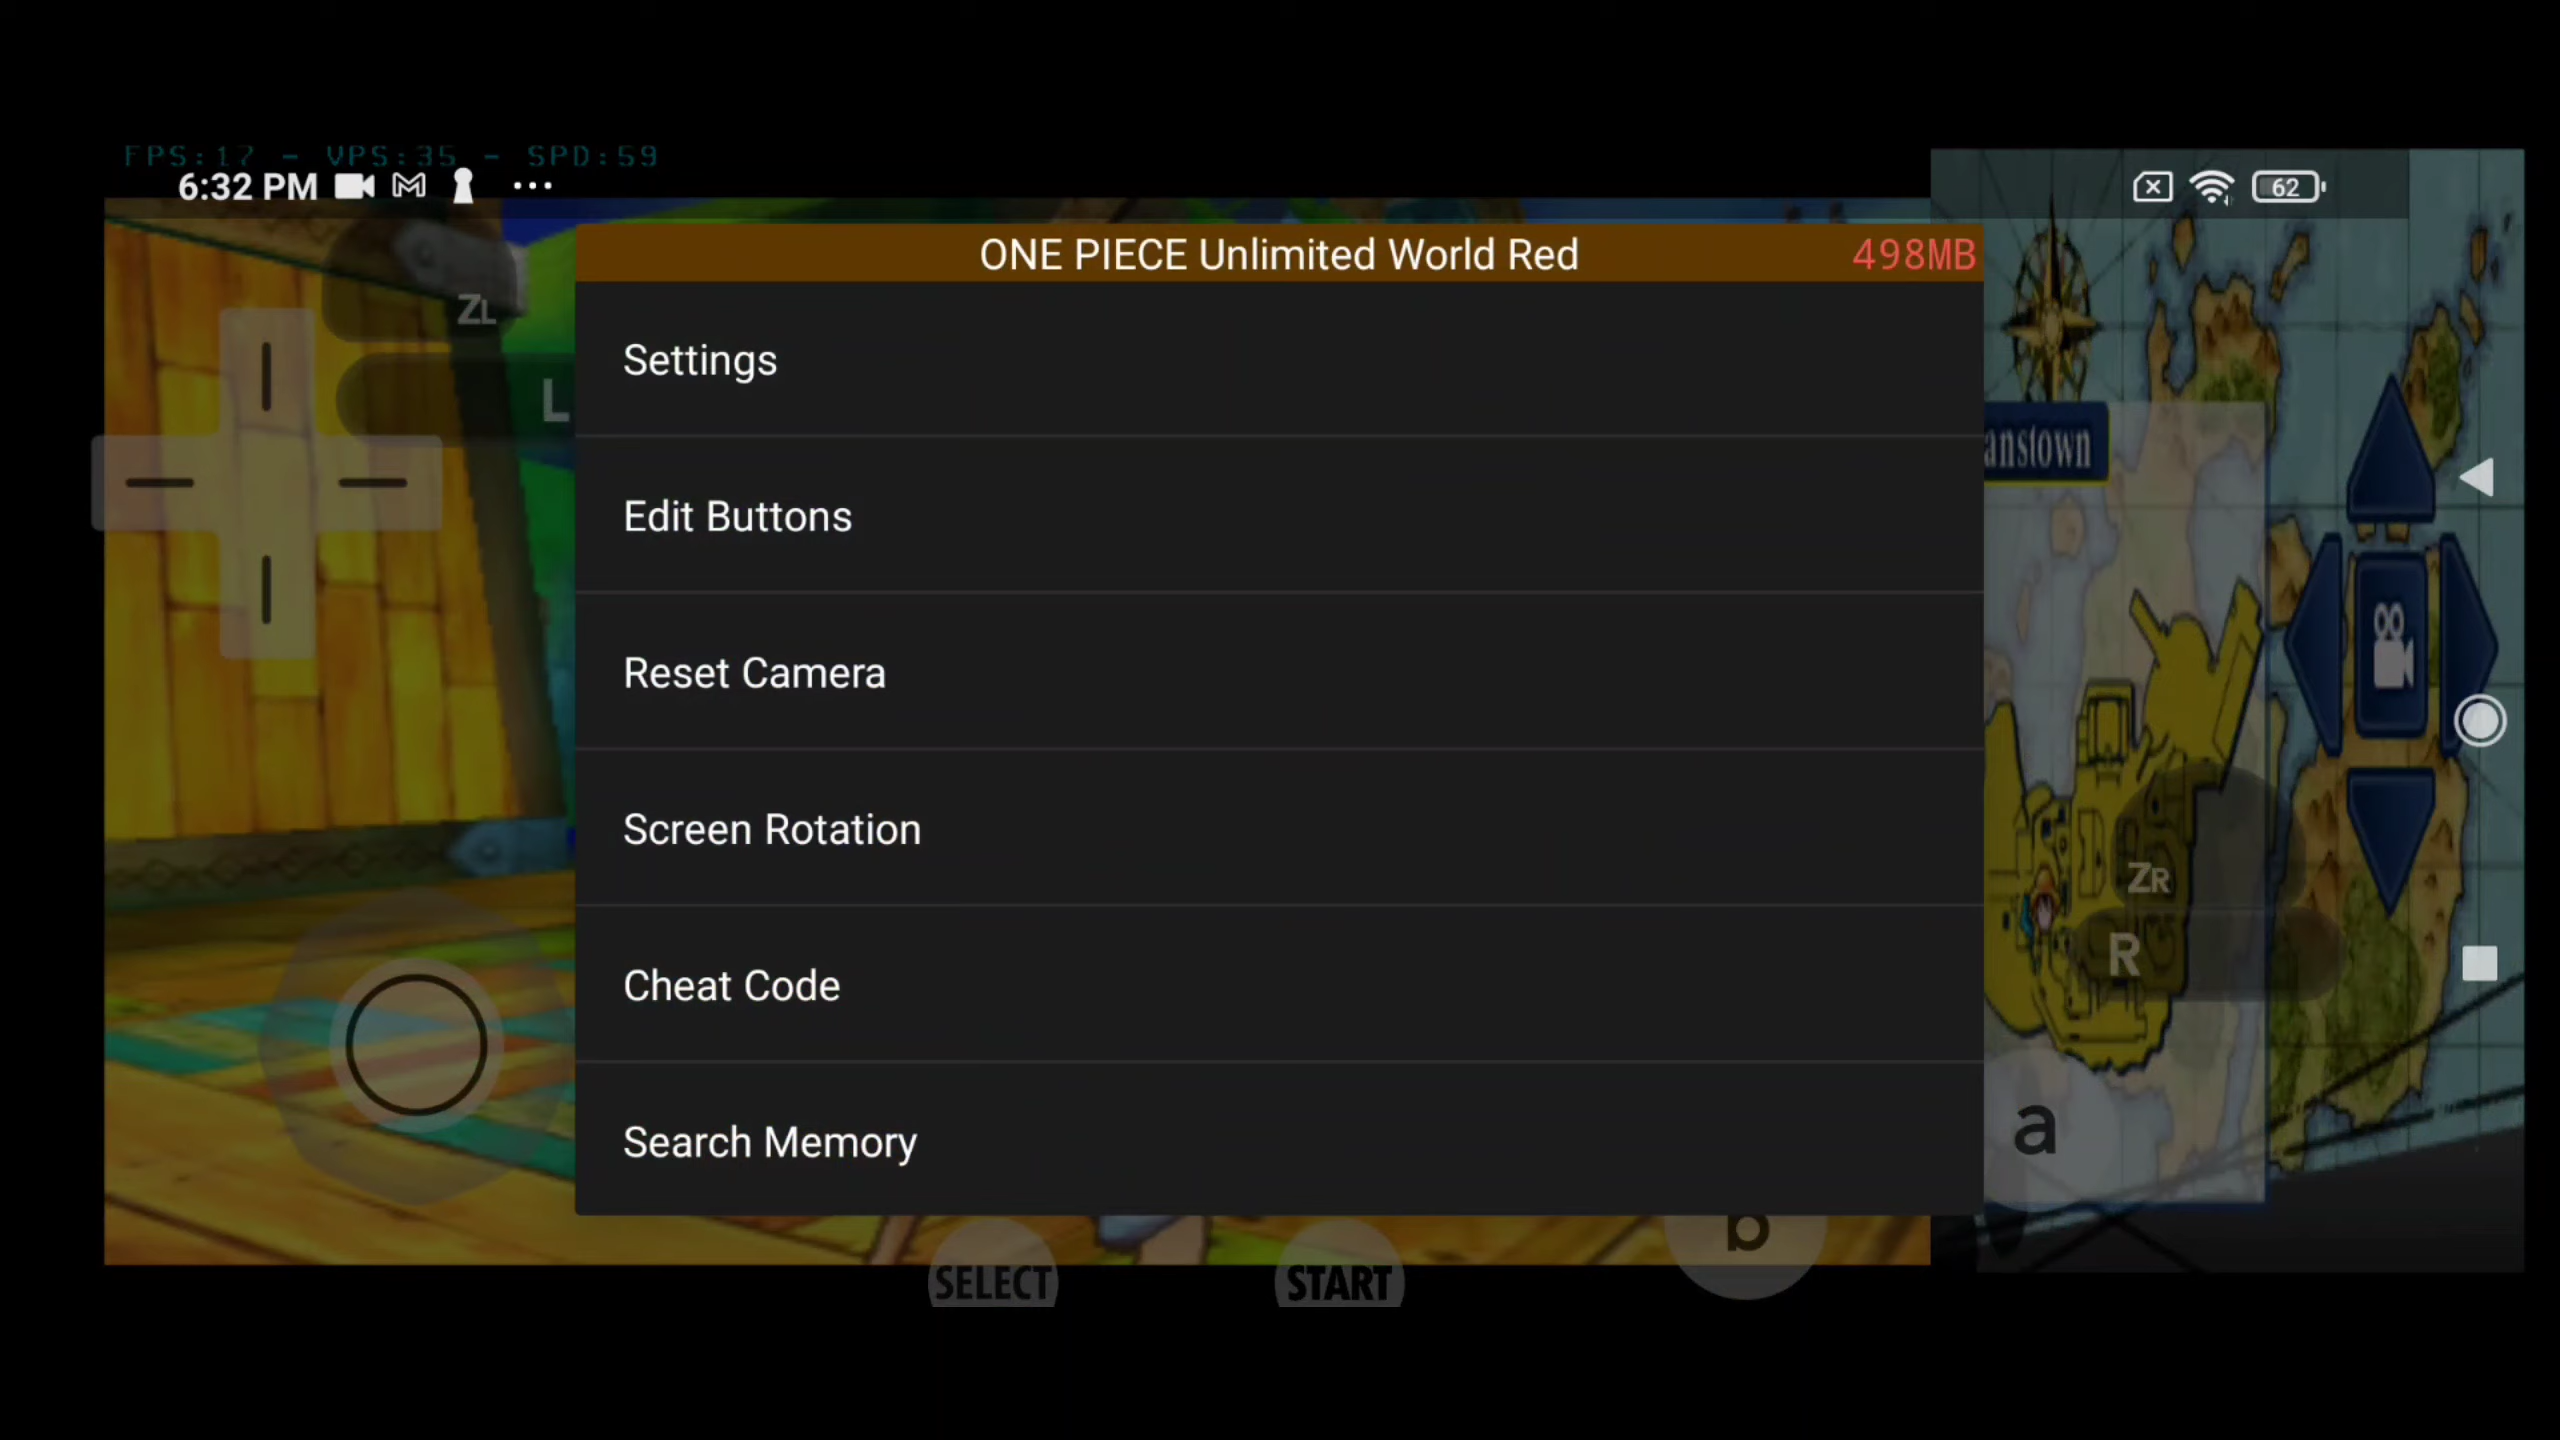 FPS:17 - VPS:35 - SPD:59
6:32 PM
62
ONE PIECE Unlimited World Red
498MB
ZL
Settings
L
anstown
Edit Buttons
Reset Camera
Screen Rotation
ZR
R
Cheat Code
a
Search Memory
b
SELECT
START